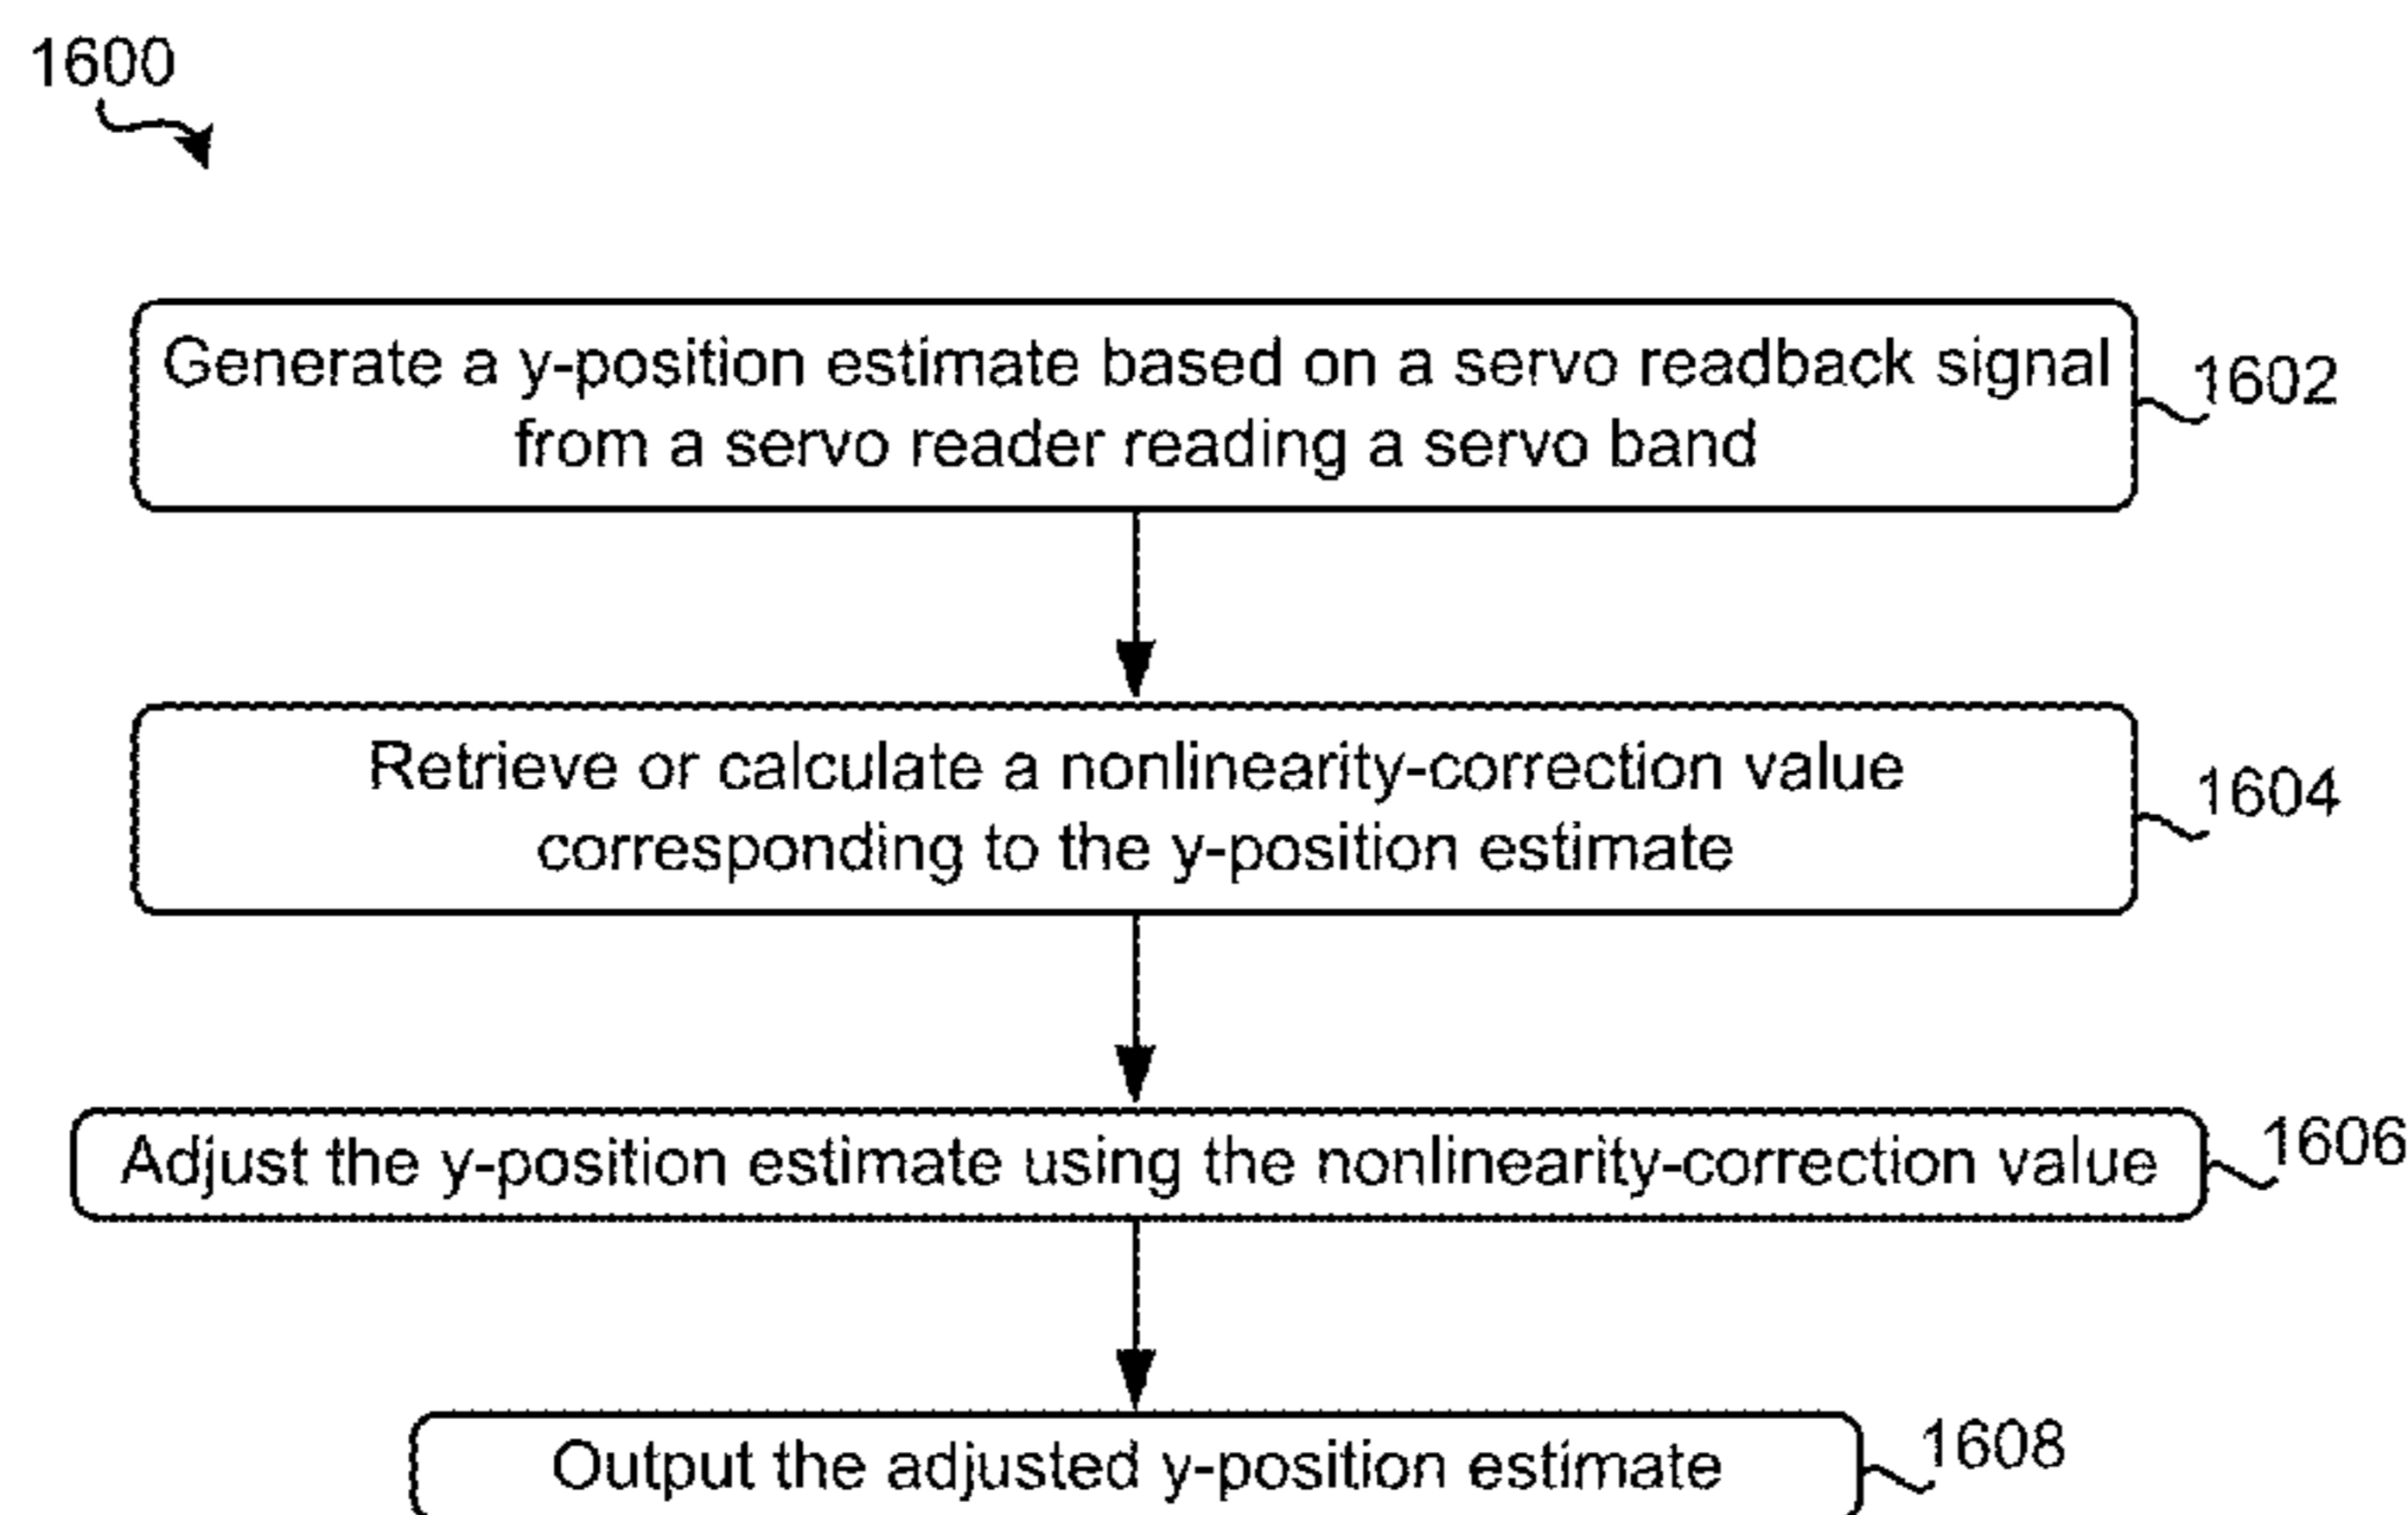 1600
Generate a y-position estimate based on a servo readback signal
from a servo reader reading a servo band
1602
Retrieve or calculate a nonlinearity-correction value
corresponding to the y-position estimate
1604
Adjust the y-position estimate using the nonlinearity-correction value
1606
Output the adjusted y-position estimate
1608